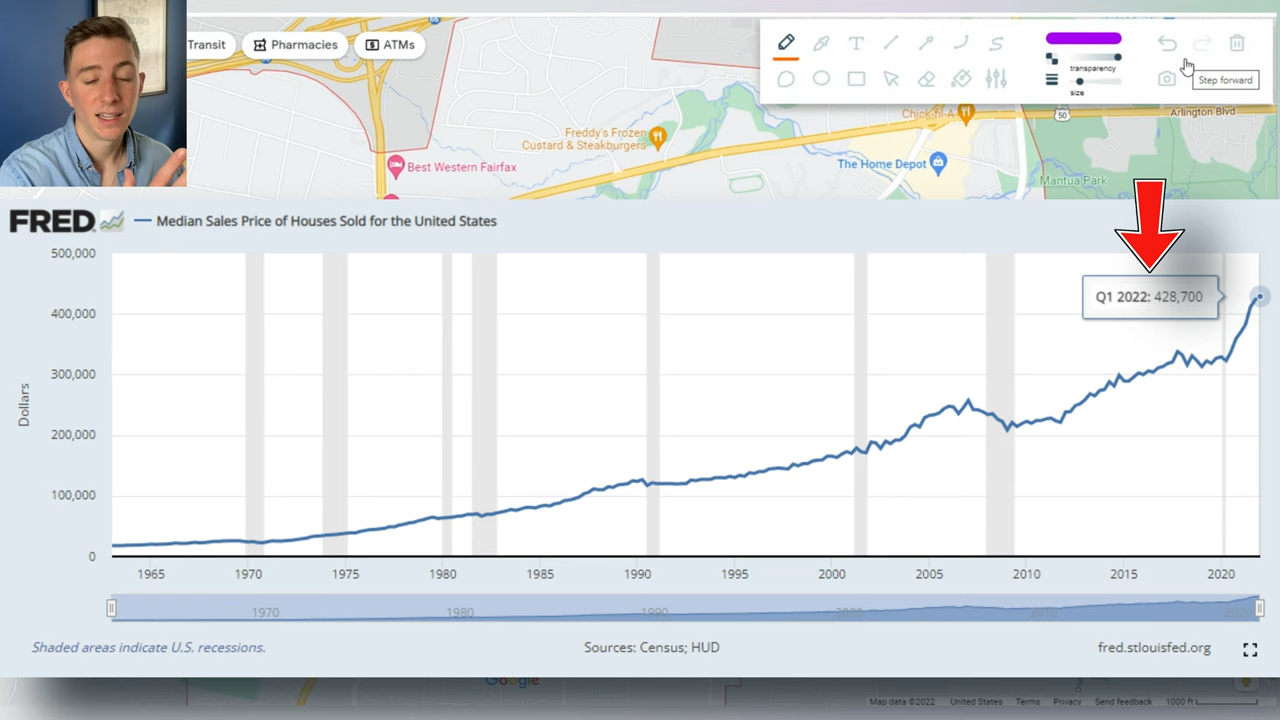 66
Transit
Pharmacies
ATMs
transparency
size
Step forward
Chick-fil-A
50
Arlington Blvd
Freddy's Frozen
Custard & Steakburgers
Best Western Fairfax
The Home Depot
Mantua Park
FRED
Median Sales Price of Houses Sold for the United States
500,000
400,000
300,000
200,000
100,000
0
Dollars
Q1 2022: 428,700
1965
1970
1975
1980
1985
1990
1995
2000
2005
2010
2015
2020
1970
1980
1990
2000
2010
2020
Shaded areas indicate U.S. recessions.
Sources: Census; HUD
fred.stlouisfed.org
Google
Map data ©2022
United States
Terms
Privacy
Send feedback
1000 ft